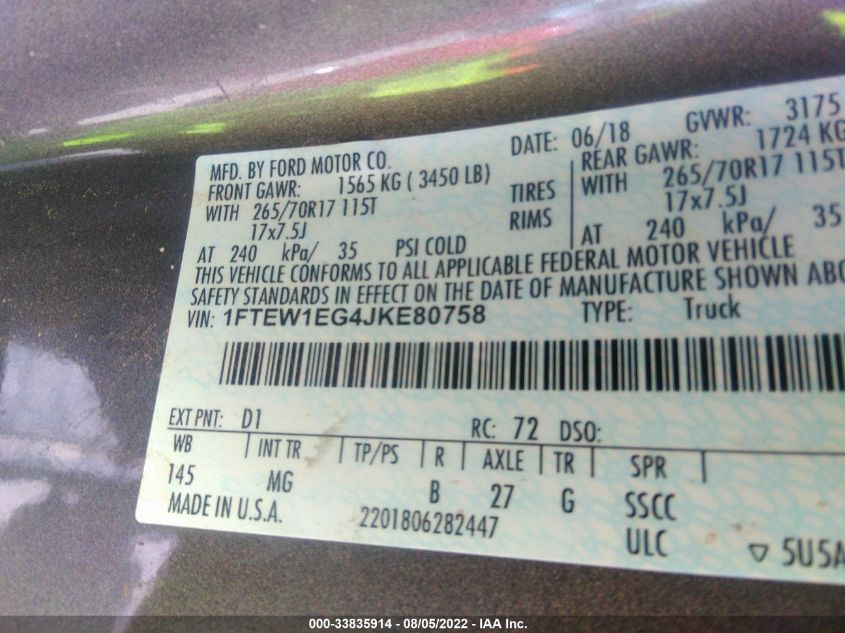 MFD. BY FORD MOTOR CO. DATE: 06/18 GVWR: 3175
FRONT GAWR: 1565 KG ( 3450 LB) REAR GAWR: 1724 KG
WITH 265/70R17 115T TIRES WITH 265/70R17 115T
17x7.5J RIMS 17x7.5J
AT 240 kPa/ 35 PSI COLD AT 240 kPa/ 35
THIS VEHICLE CONFORMS TO ALL APPLICABLE FEDERAL MOTOR VEHICLE
SAFETY STANDARDS IN EFFECT ON THE DATE OF MANUFACTURE SHOWN ABO
VIN: 1FTEW1EG4JKE80758 TYPE: Truck
EXT PNT: D1 RC: 72 DSO:
WB INT TR TP/PS R AXLE TR SPR
145 MG B 27 G SSCC
MADE IN U.S.A. 2201806282447 ULC ▽ 5U5A
000-33835914 - 08/05/2022 - IAA Inc.